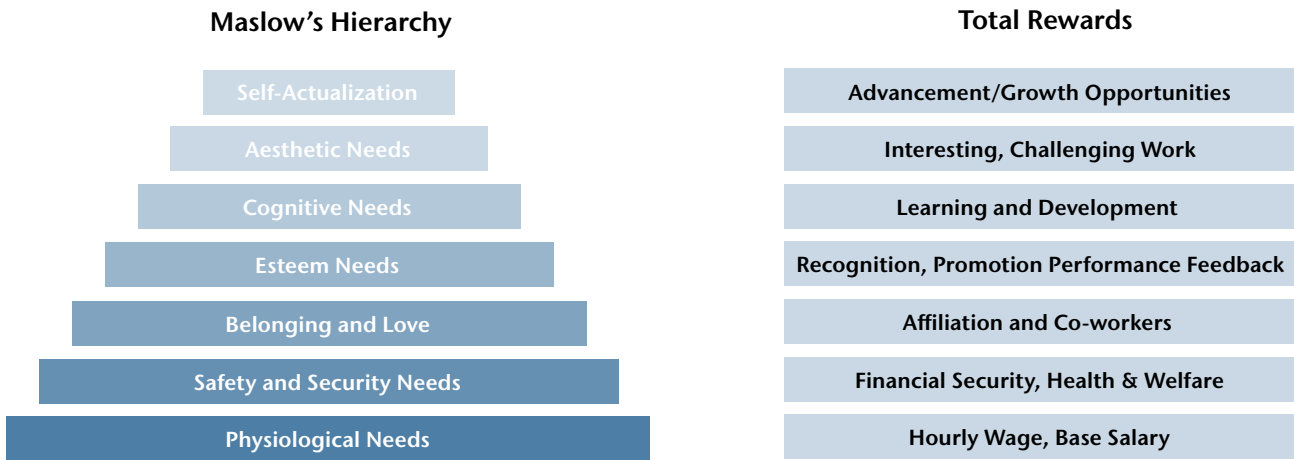 Maslow’s Hierarchy
Total Rewards
Self-Actualization
Advancement/Growth Opportunities
Aesthetic Needs
Interesting, Challenging Work
Cognitive Needs
Learning and Development
Esteem Needs
Recognition, Promotion Performance Feedback
Belonging and Love
Affiliation and Co-workers
Safety and Security Needs
Financial Security, Health & Welfare
Physiological Needs
Hourly Wage, Base Salary